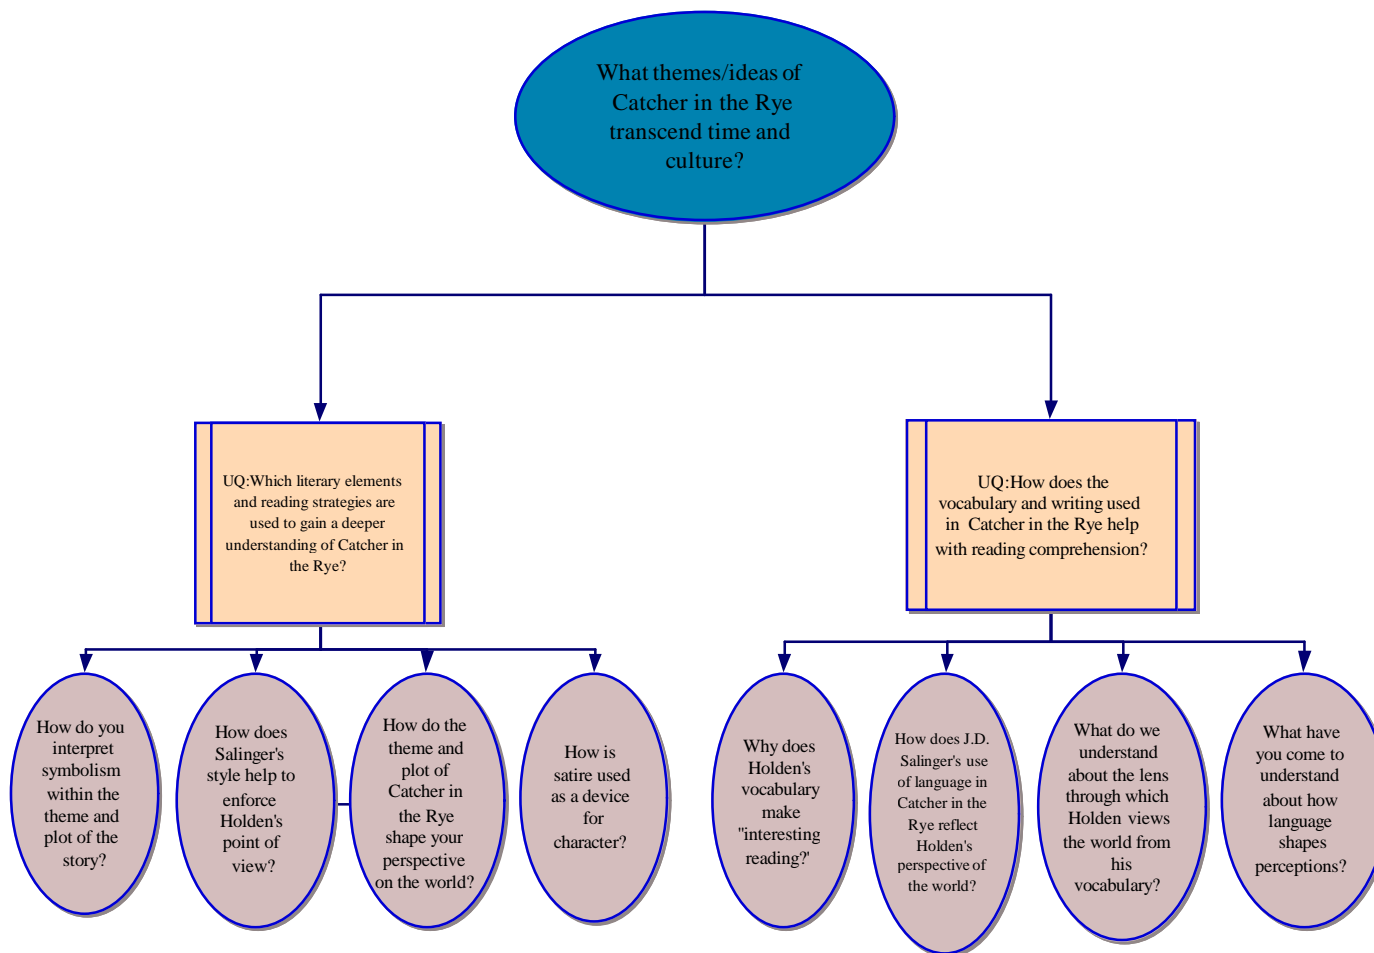 What themes/ideas of
Catcher in the Rye
transcend time and
culture?
UQ:Which literary elements
and reading strategies are
used to gain a deeper
understanding of Catcher in
the Rye?
UQ:How does the
vocabulary and writing used
in Catcher in the Rye help
with reading comprehension?
How do you
interpret
symbolism
within the
theme and
plot of the
story?
How does
Salinger's
style help to
enforce
Holden's
point of
view?
How do the
theme and
plot of
Catcher in
the Rye
shape your
perspective
on the world?
How is
satire used
as a device
for
character?
Why does
Holden's
vocabulary
make
"interesting
reading?'
How does J.D.
Salinger's use
of language in
Catcher in the
Rye reflect
Holden's
perspective of
the world?
What do we
understand
about the lens
through which
Holden views
the world from
his
vocabulary?
What have
you come to
understand
about how
language
shapes
perceptions?